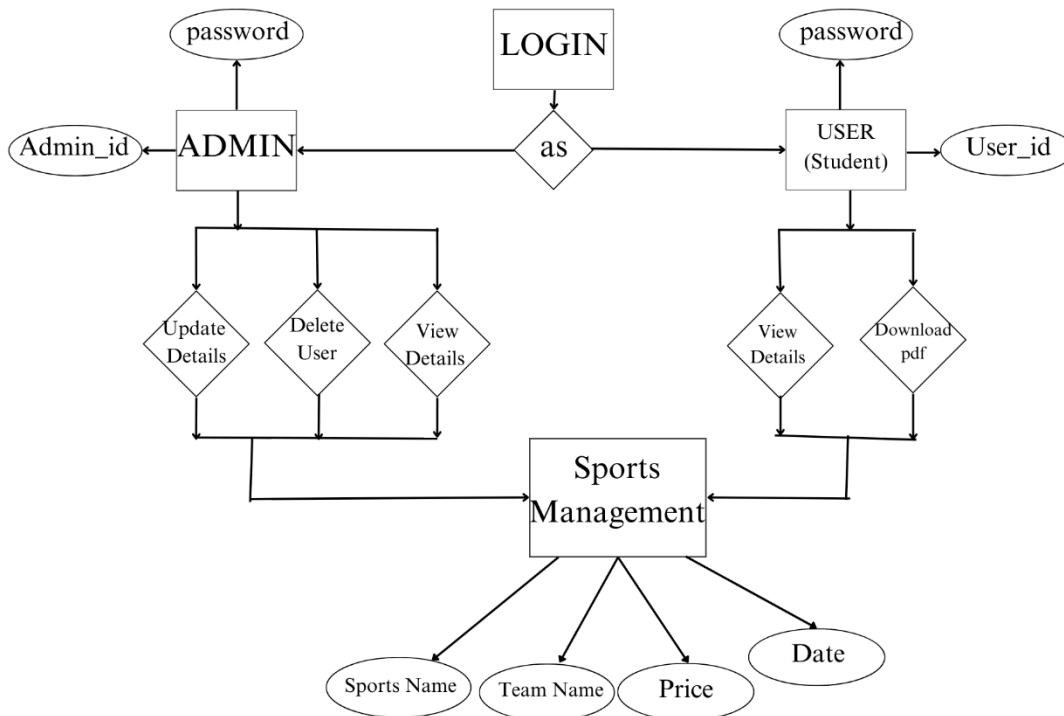 password
LOGIN
password
Admin_id
ADMIN
as
USER
(Student)
User_id
Update
Details
Delete
User
View
Details
View
Details
Download
pdf
Sports
Management
Sports Name
Team Name
Price
Date